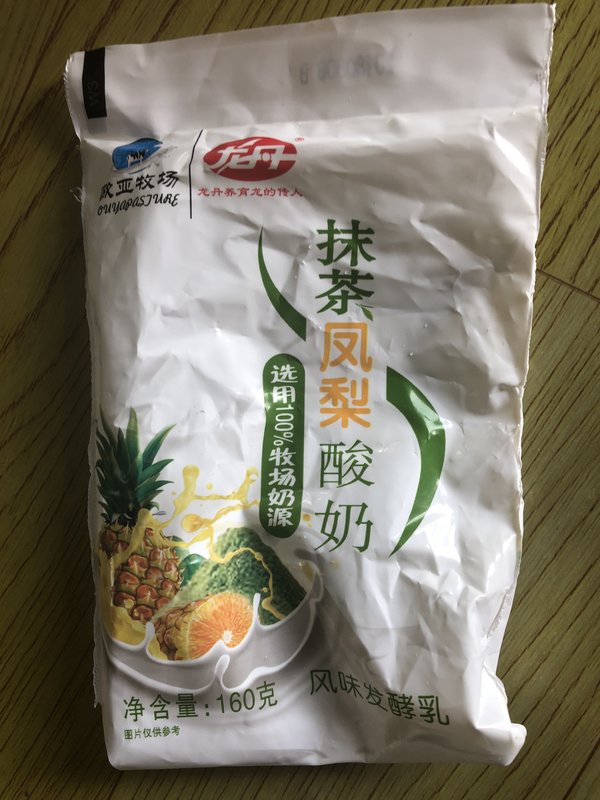 WS
欧亚牧场
OUYAPASTURE
龙丹®
龙丹养育龙的传人
抹茶凤梨酸奶
选用100%牧场奶源
净含量:160克
图片仅供参考
风味发酵乳